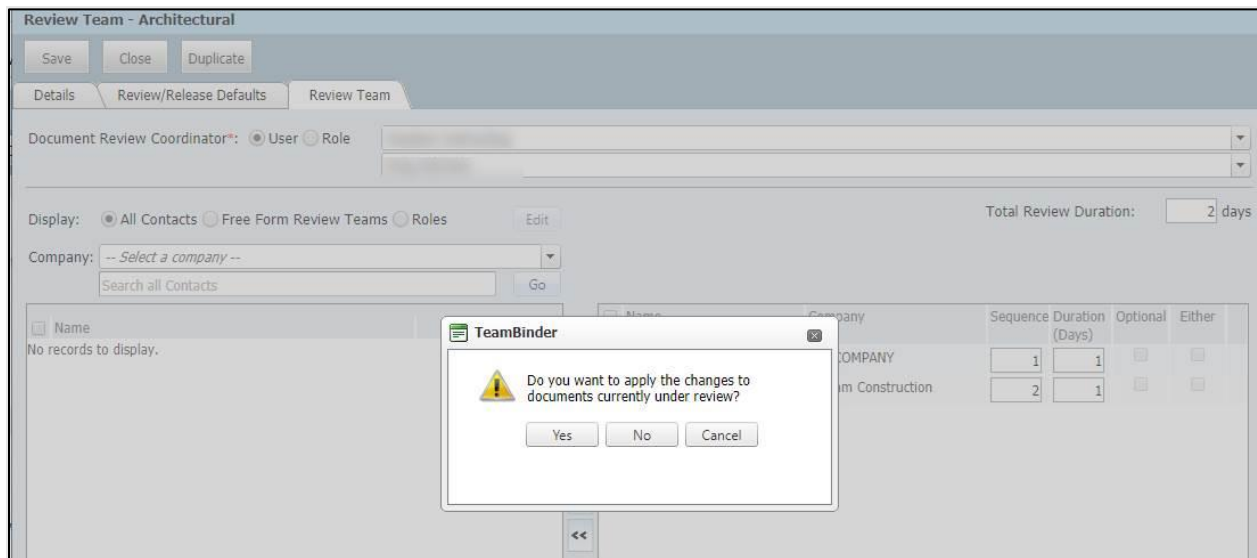 Review Team - Architectural
Save Close Duplicate
Details Review/Release Defaults Review Team
Document Review Coordinator*: User Role
Display: All Contacts Free Form Review Teams Roles Edit
Total Review Duration: 2 days
Company: -- Select a company --
Search all Contacts Go
Name
No records to display.
Name Company Sequence Duration (Days) Optional Either
COMPANY 1 1
Construction 2 1
TeamBinder
Do you want to apply the changes to
documents currently under review?
Yes No Cancel
<<